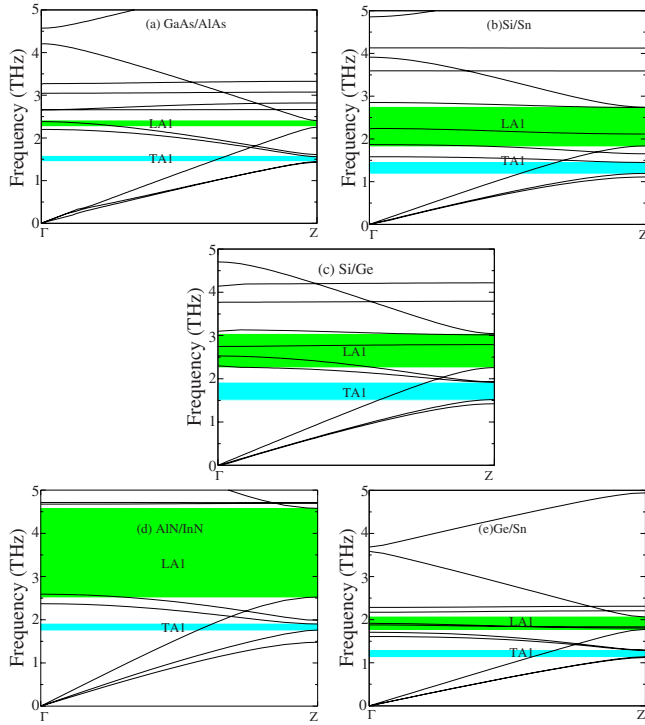 (a) GaAs/AlAs
Frequency (THz)
5
4
3
2
1
0
LA1
TA1
Γ
Z
(b)Si/Sn
Frequency (THz)
5
4
3
2
1
0
LA1
TA1
Γ
Z
(c) Si/Ge
Frequency (THz)
5
4
3
2
1
0
LA1
TA1
Γ
Z
(d) AlN/InN
Frequency (THz)
5
4
3
2
1
0
LA1
TA1
Γ
Z
(e)Ge/Sn
Frequency (THz)
5
4
3
2
1
0
LA1
TA1
Γ
Z